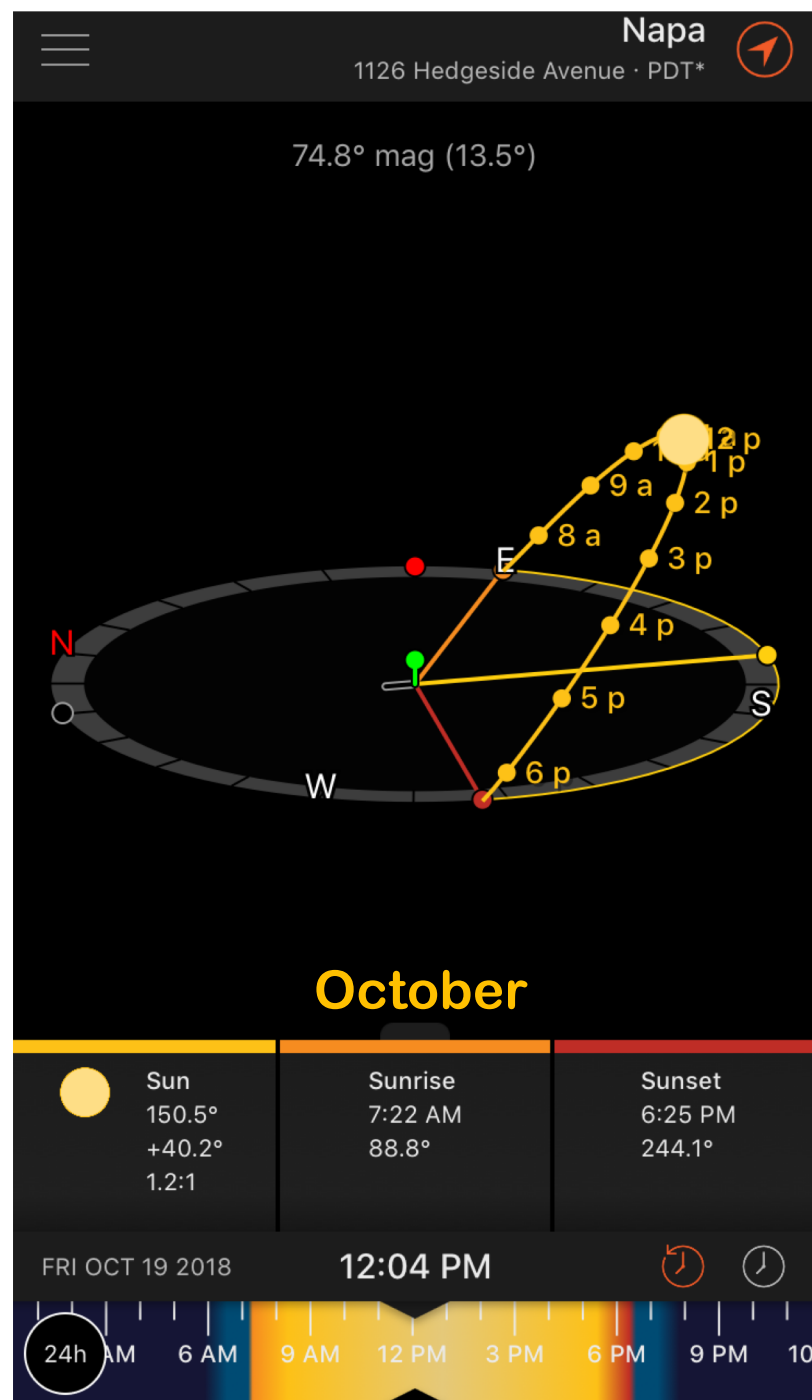 Napa
1126 Hedgeside Avenue · PDT*
74.8° mag (13.5°)
12 p
1 p
9 a
2 p
8 a
E
3 p
N
4 p
S
5 p
6 p
W
October
Sun
150.5°
+40.2°
1.2:1
Sunrise
7:22 AM
88.8°
Sunset
6:25 PM
244.1°
FRI OCT 19 2018
12:04 PM
24h AM 6 AM 9 AM 12 PM 3 PM 6 PM 9 PM 10